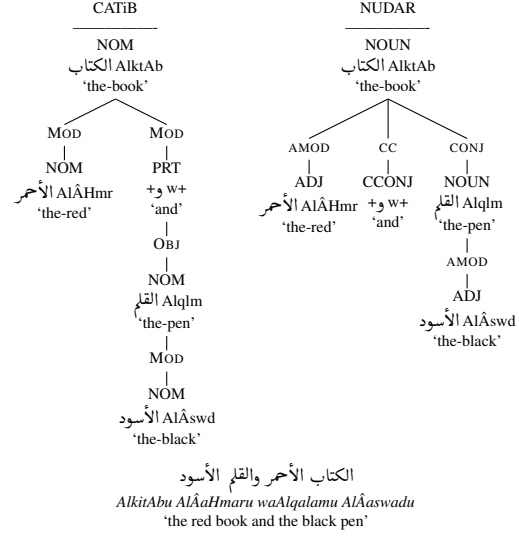 CATiB
NOM
الكتاب AlktAb
‘the-book’
MOD MOD
NOM PRT
الأحمر AlÂHmr و+ w+
‘the-red’ ‘and’
OBJ
NOM
القلم Alqlm
‘the-pen’
MOD
NOM
الأسود AlÂswd
‘the-black’
NUDAR
NOUN
الكتاب AlktAb
‘the-book’
AMOD CC CONJ
ADJ CCONJ NOUN
الأحمر AlÂHmr و+ w+ القلم Alqlm
‘the-red’ ‘and’ ‘the-pen’
AMOD
ADJ
الأسود AlÂswd
‘the-black’
الكتاب الأحمر والقلم الأسود
AlkitAbu AlÂaHmaru waAlqalamu AlÂaswadu
‘the red book and the black pen’